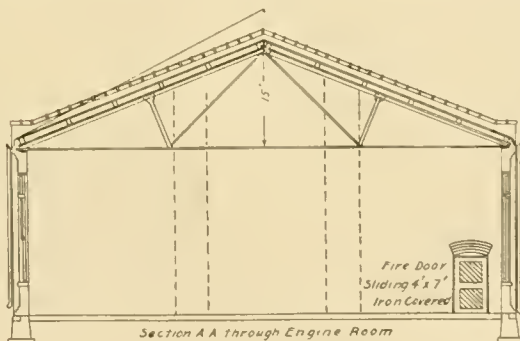 15'
Fire Door
Sliding 4' x 7'
Iron Covered
Section A A through Engine Room